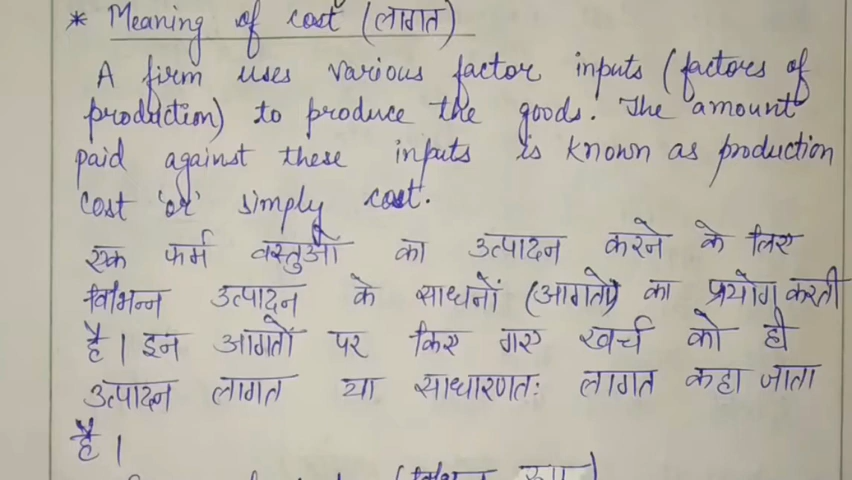 * Meaning of cost (लागत)
A firm uses various factor inputs (factors of
production) to produce the goods. The amount
paid against these inputs is known as production
cost 'or' simply cost.
एक फर्म वस्तुओं का उत्पादन करने के लिए
विभिन्न उत्पादन के साधनों (आगतों) का प्रयोग करती
है। इन आगतों पर किए गए खर्च को ही
उत्पादन लागत या साधारणतः लागत कहा जाता
है।